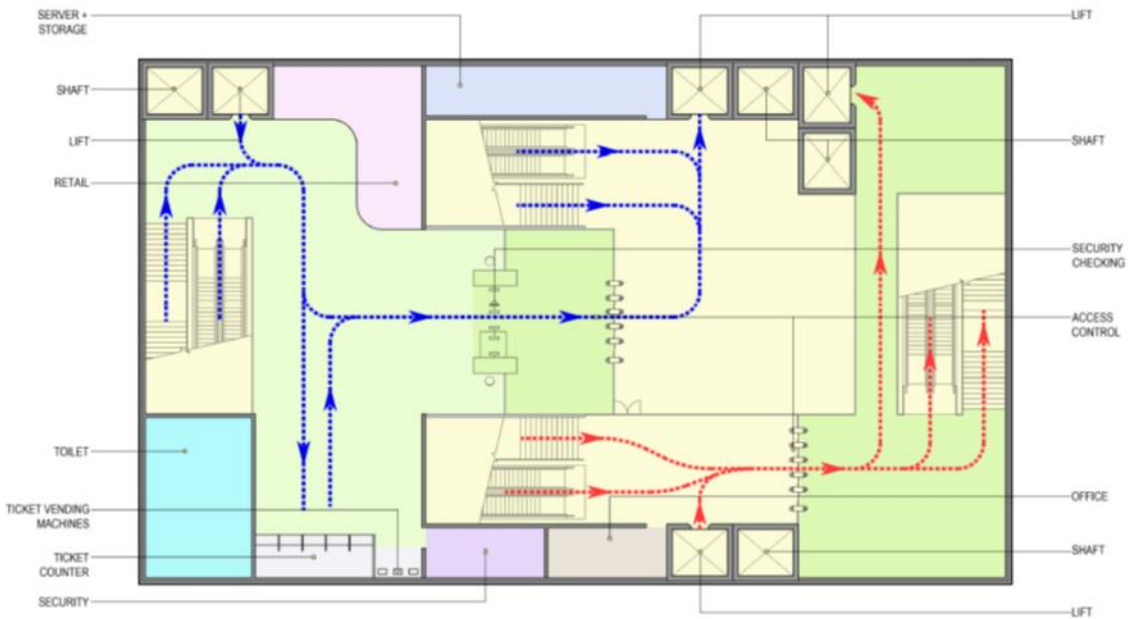 SERVER +
STORAGE
SHAFT
LIFT
RETAIL
TOILET
TICKET VENDING
MACHINES
TICKET
COUNTER
SECURITY
LIFT
SHAFT
SECURITY
CHECKING
ACCESS
CONTROL
OFFICE
SHAFT
LIFT